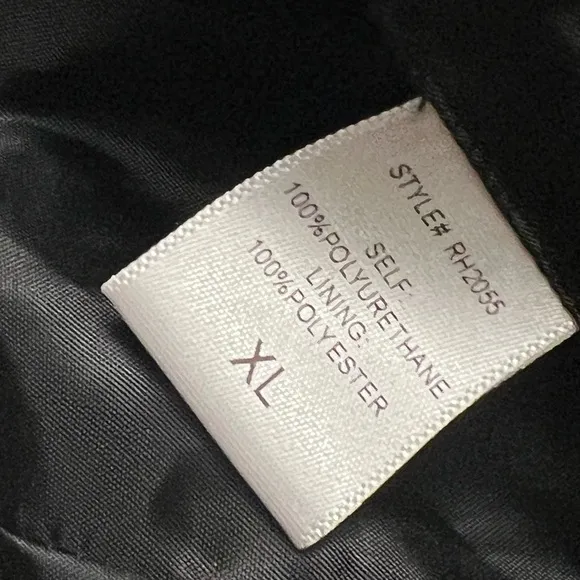 STYLE# RH2055
SELF:
100%POLYURETHANE
LINING:
100%POLYESTER
XL